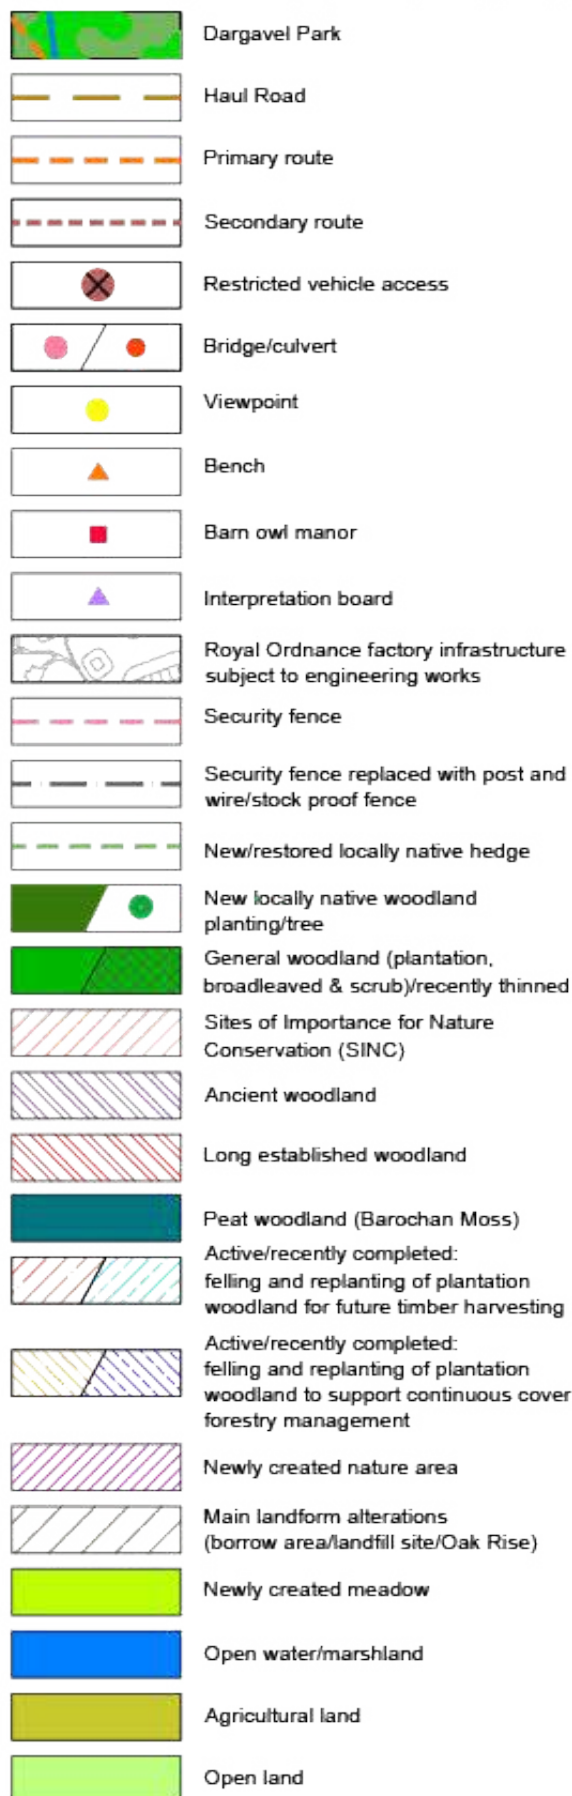 Dargavel Park
Haul Road
Primary route
Secondary route
Restricted vehicle access
Bridge/culvert
Viewpoint
Bench
Barn owl manor
Interpretation board
Royal Ordnance factory infrastructure
subject to engineering works
Security fence
Security fence replaced with post and
wire/stock proof fence
New/restored locally native hedge
New locally native woodland
planting/tree
General woodland (plantation,
broadleaved & scrub)/recently thinned
Sites of Importance for Nature
Conservation (SINC)
Ancient woodland
Long established woodland
Peat woodland (Barochan Moss)
Active/recently completed:
felling and replanting of plantation
woodland for future timber harvesting
Active/recently completed:
felling and replanting of plantation
woodland to support continuous cover
forestry management
Newly created nature area
Main landform alterations
(borrow area/landfill site/Oak Rise)
Newly created meadow
Open water/marshland
Agricultural land
Open land